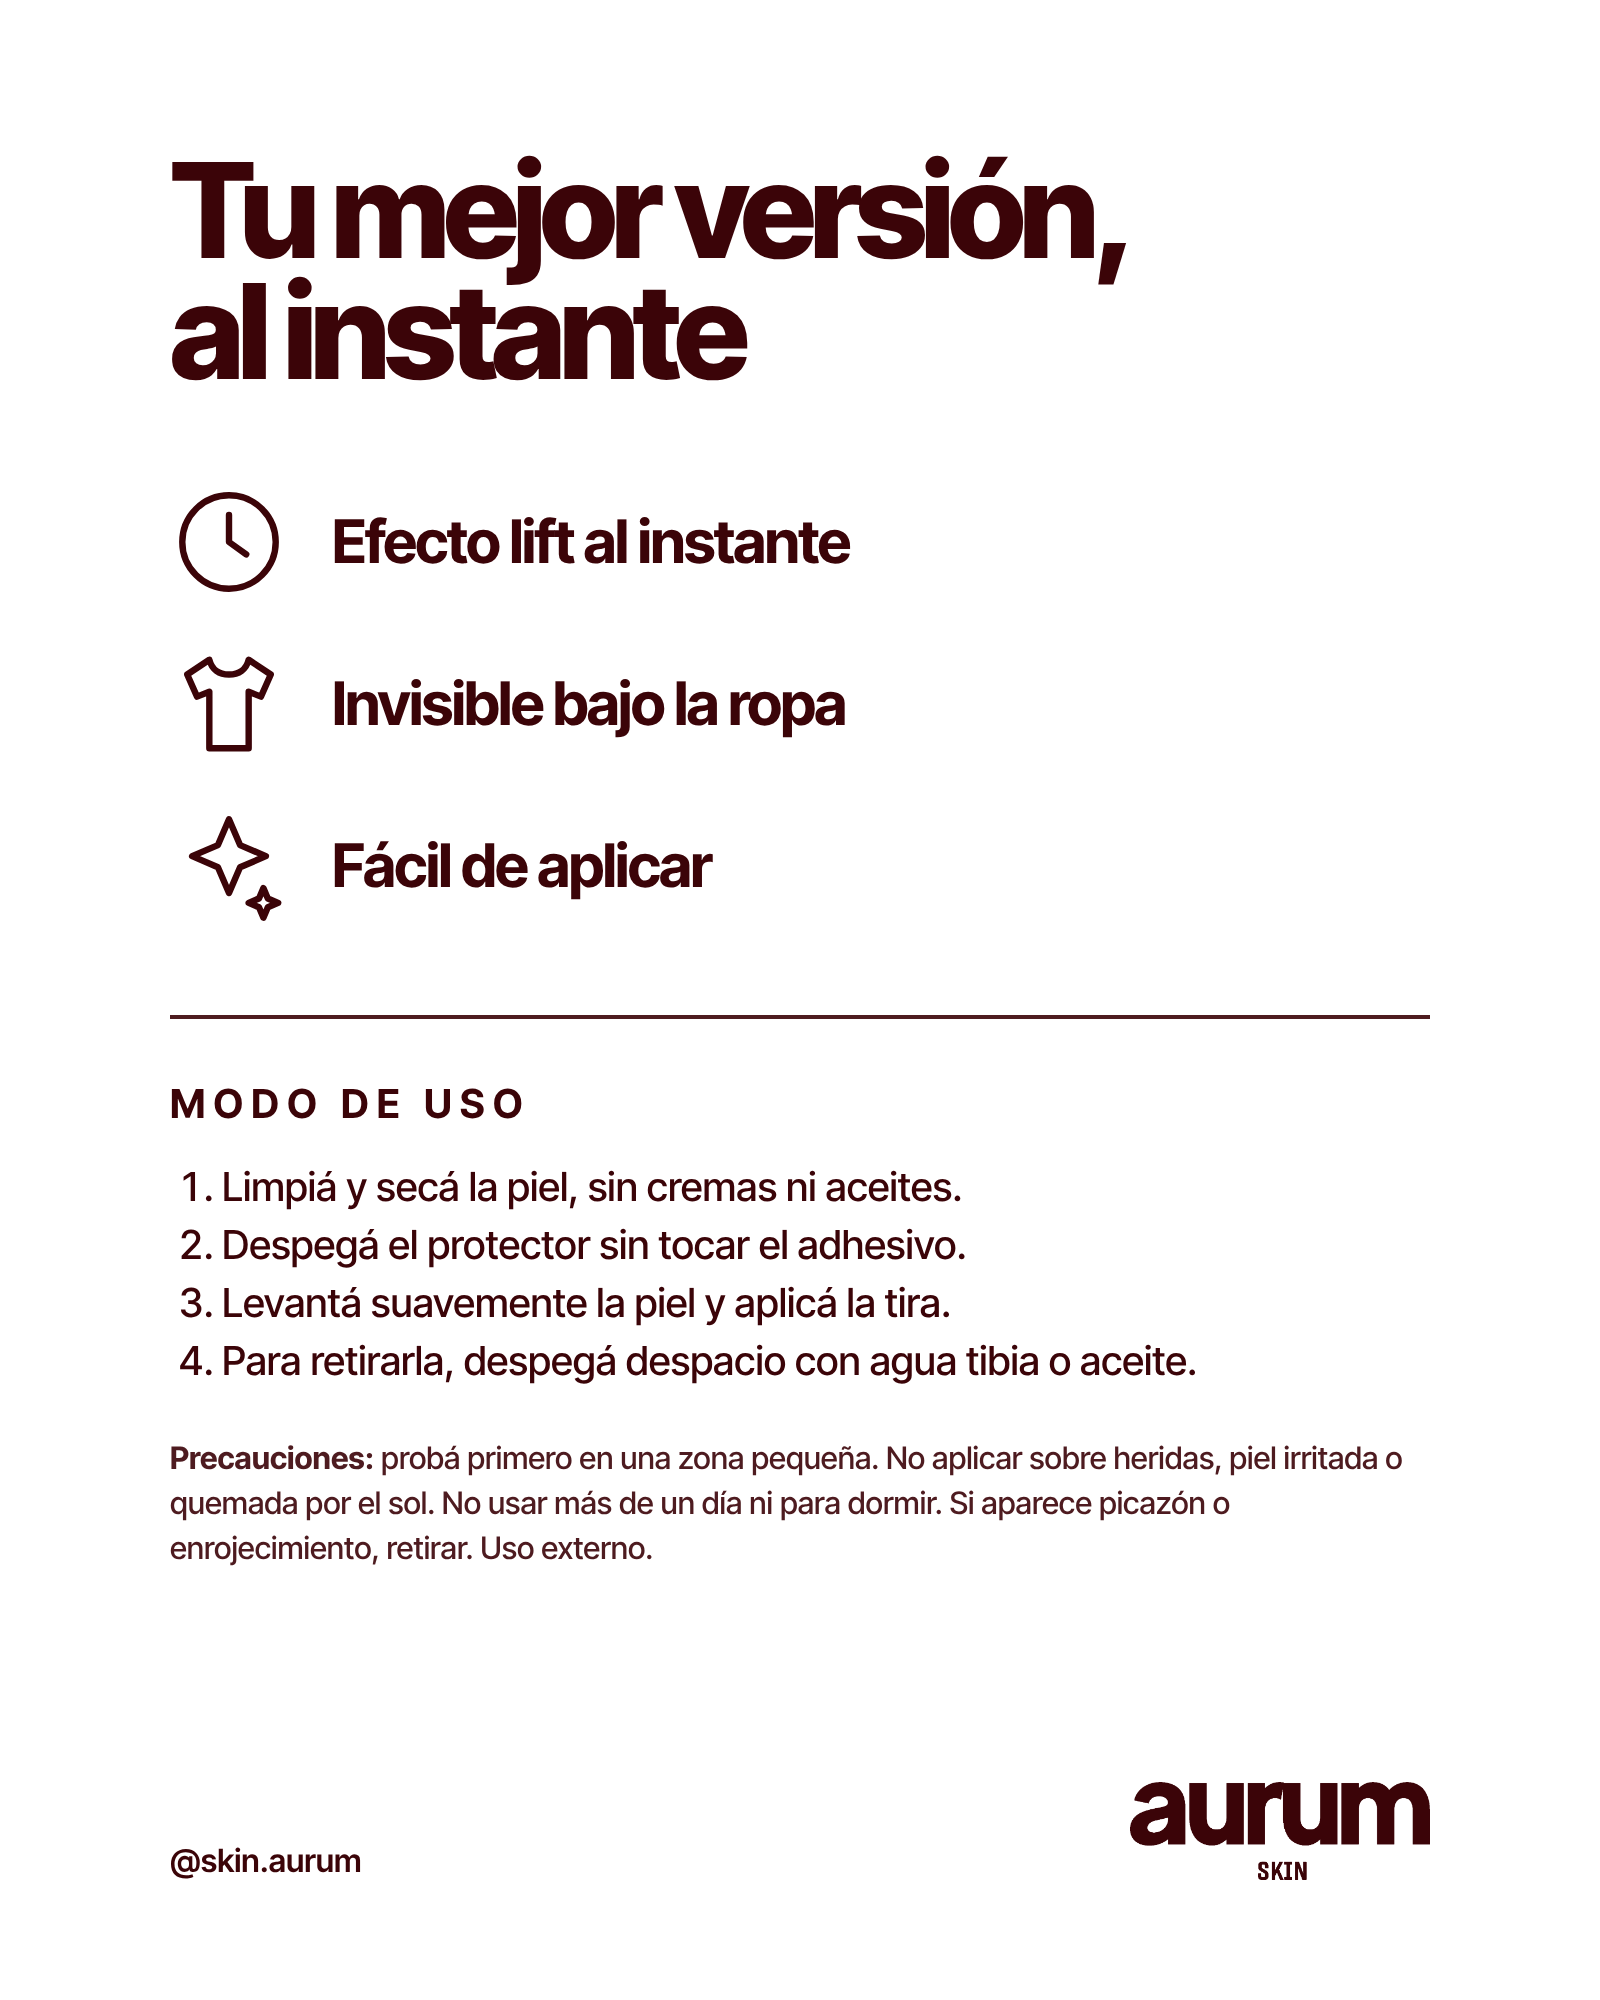 Tu mejor versión,
al instante
Efecto lift al instante
Invisible bajo la ropa
Fácil de aplicar
MODO DE USO
1. Limpiá y secá la piel, sin cremas ni aceites.
2. Despegá el protector sin tocar el adhesivo.
3. Levantá suavemente la piel y aplicá la tira.
4. Para retirarla, despegá despacio con agua tibia o aceite.
Precauciones: probá primero en una zona pequeña. No aplicar sobre heridas, piel irritada o
quemada por el sol. No usar más de un día ni para dormir. Si aparece picazón o
enrojecimiento, retirar. Uso externo.
@skin.aurum
aurum
SKIN